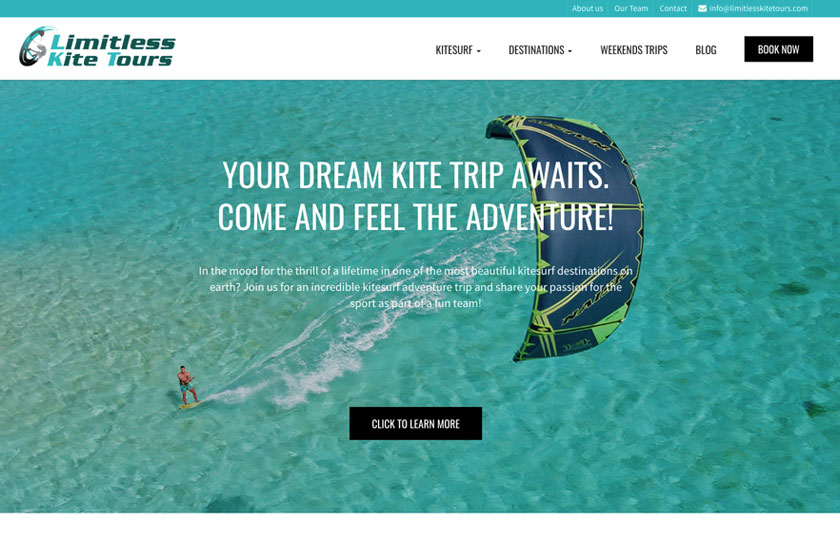 About us Our Team Contact info@limitlesskitetours.com
Limitless
Kite Tours
KITESURF DESTINATIONS WEEKENDS TRIPS BLOG BOOK NOW
YOUR DREAM KITE TRIP AWAITS.
COME AND FEEL THE ADVENTURE!
In the mood for the thrill of a lifetime in one of the most beautiful kitesurf destinations on
earth? Join us for an incredible kitesurf adventure trip and share your passion for the
sport as part of a fun team!
CLICK TO LEARN MORE